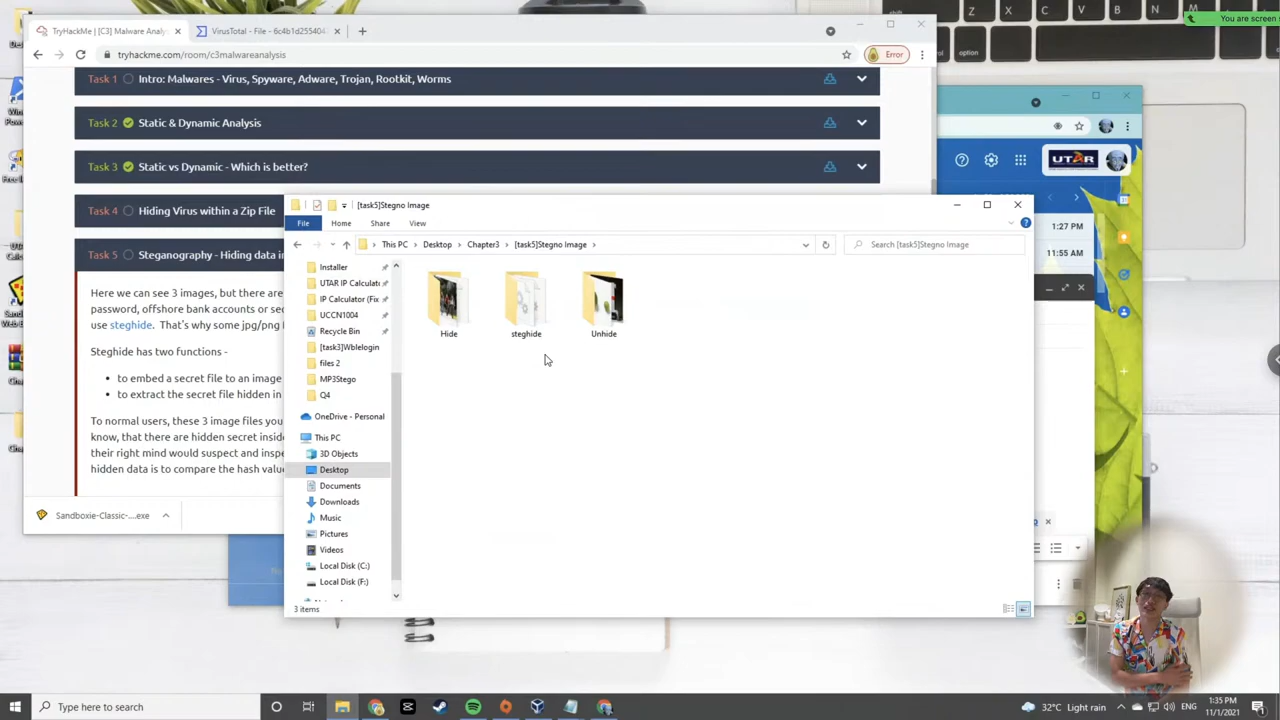 You are screen s
TryHackMe | [C3] Malware Analy
VirusTotal - File - 6c4b1d255404
tryhackme.com/room/c3malwareanalysis
Error
option
Task 1 Intro: Malwares - Virus, Spyware, Adware, Trojan, Rootkit, Worms
Task 2 Static & Dynamic Analysis
Task 3 Static vs Dynamic - Which is better?
Task 4 Hiding Virus within a Zip File
Task 5 Steganography - Hiding data in
UTAR
1:27 PM
11:55 AM
Here we can see 3 images, but there are
password, offshore bank accounts or se
use steghide. That's why some jpg/png
Steghide has two functions -
to embed a secret file to an image
to extract the secret file hidden in
To normal users, these 3 image files you
know, that there are hidden secret inside
their right mind would suspect and inspe
hidden data is to compare the hash value
Sandboxie-Classic-....exe
[task5]Stegno Image
File Home Share View
This PC > Desktop > Chapter3 > [task5]Stegno Image >
Search [task5]Stegno Image
Installer
UTAR IP Calculat
IP Calculator (Fix
UCCN1004
Recycle Bin
[task3]Wblelogin
files 2
MP3Stego
Q4
OneDrive - Personal
This PC
3D Objects
Desktop
Documents
Downloads
Music
Pictures
Videos
Local Disk (C:)
Local Disk (F:)
Hide
steghide
Unhide
3 items
Type here to search
32°C Light rain
ENG
1:35 PM
11/1/2021